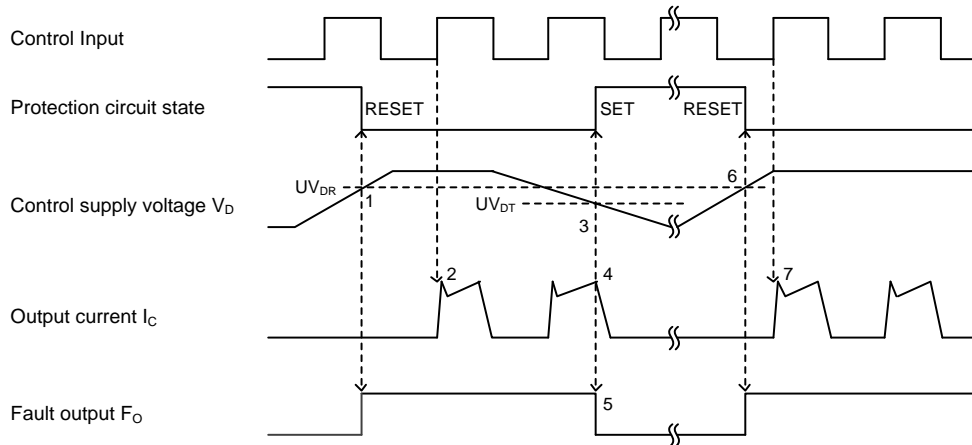 Control Input
Protection circuit state
RESET
SET
RESET
UVDR
1
6
Control supply voltage VD
UVDT
3
2
4
7
Output current IC
Fault output FO
5